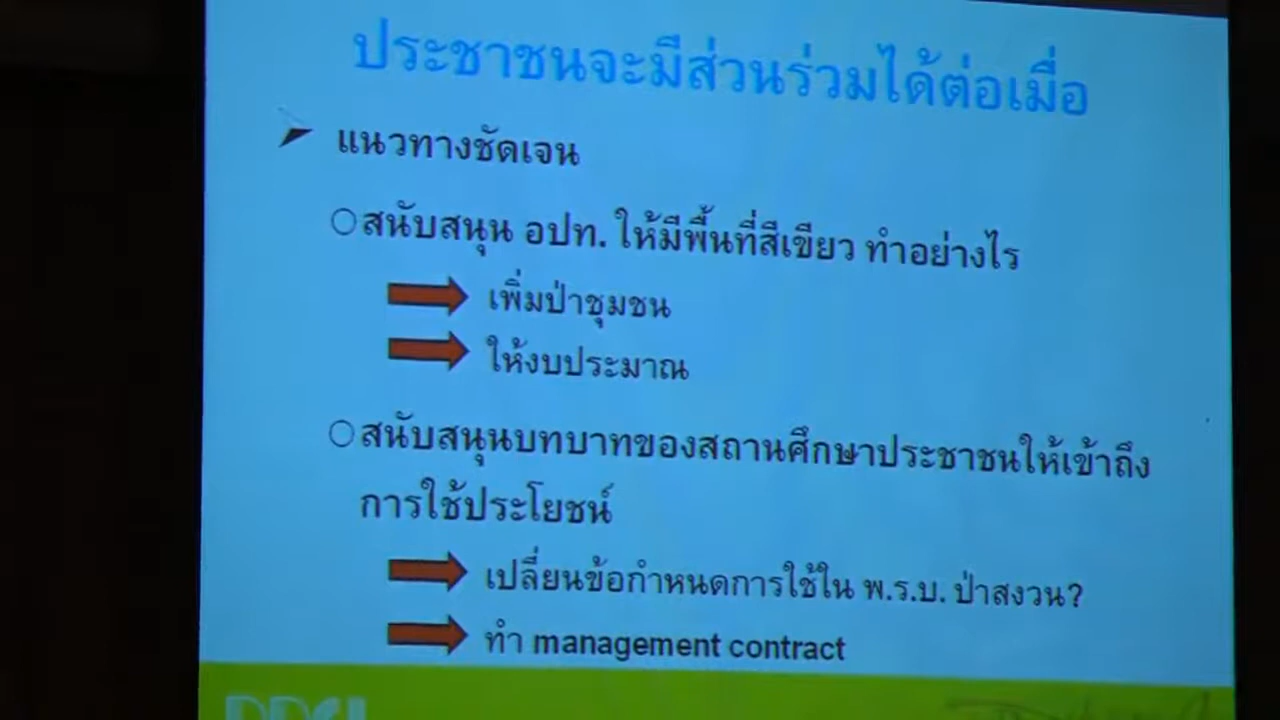 ประชาชนจะมีส่วนร่วมได้ต่อเมื่อ
แนวทางชัดเจน
สนับสนุน อปท. ให้มีพื้นที่สีเขียว ทำอย่างไร
เพิ่มป่าชุมชน
ให้งบประมาณ
สนับสนุนบทบาทของสถานศึกษาประชาชนให้เข้าถึง
การใช้ประโยชน์
เปลี่ยนข้อกำหนดการใช้ใน พ.ร.บ. ป่าสงวน?
ทำ management contract